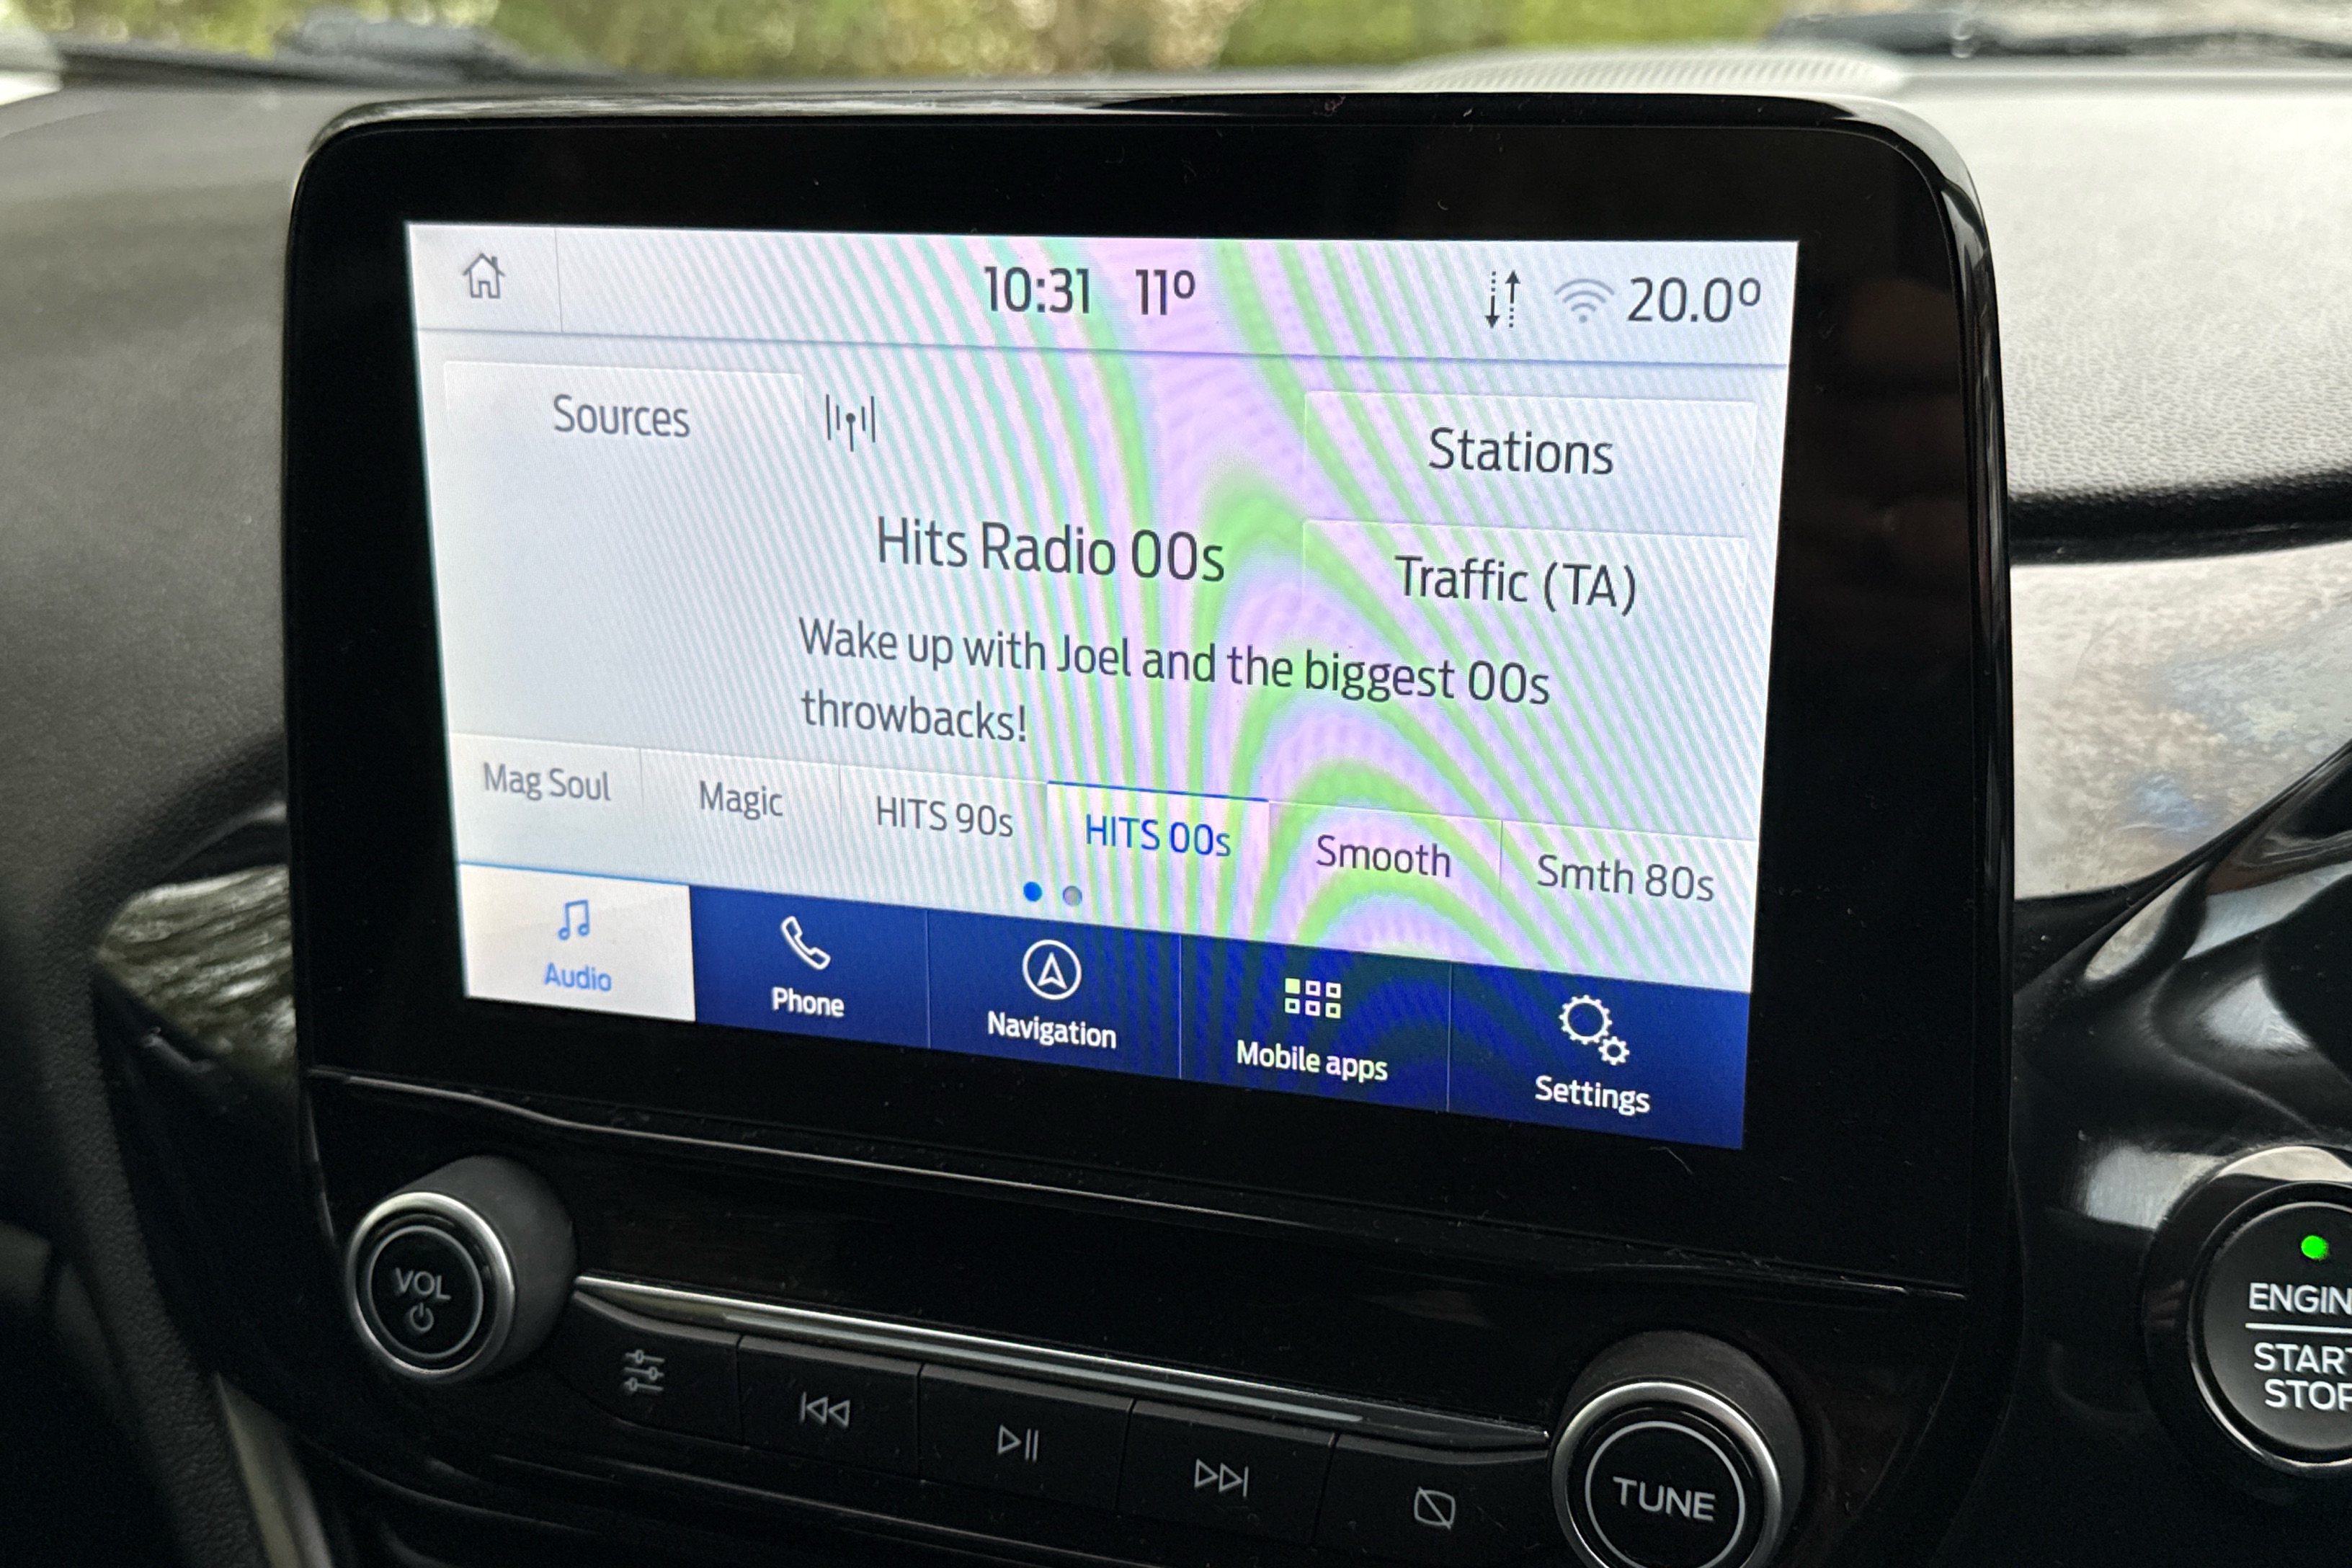 10:31 11° 20.0°
Sources
Stations
Hits Radio 00s
Traffic (TA)
Wake up with Joel and the biggest 00s
throwbacks!
Mag Soul Magic HITS 90s HITS 00s Smooth Smth 80s
Audio Phone Navigation Mobile apps Settings
VOL
TUNE
ENGIN
START
STOP